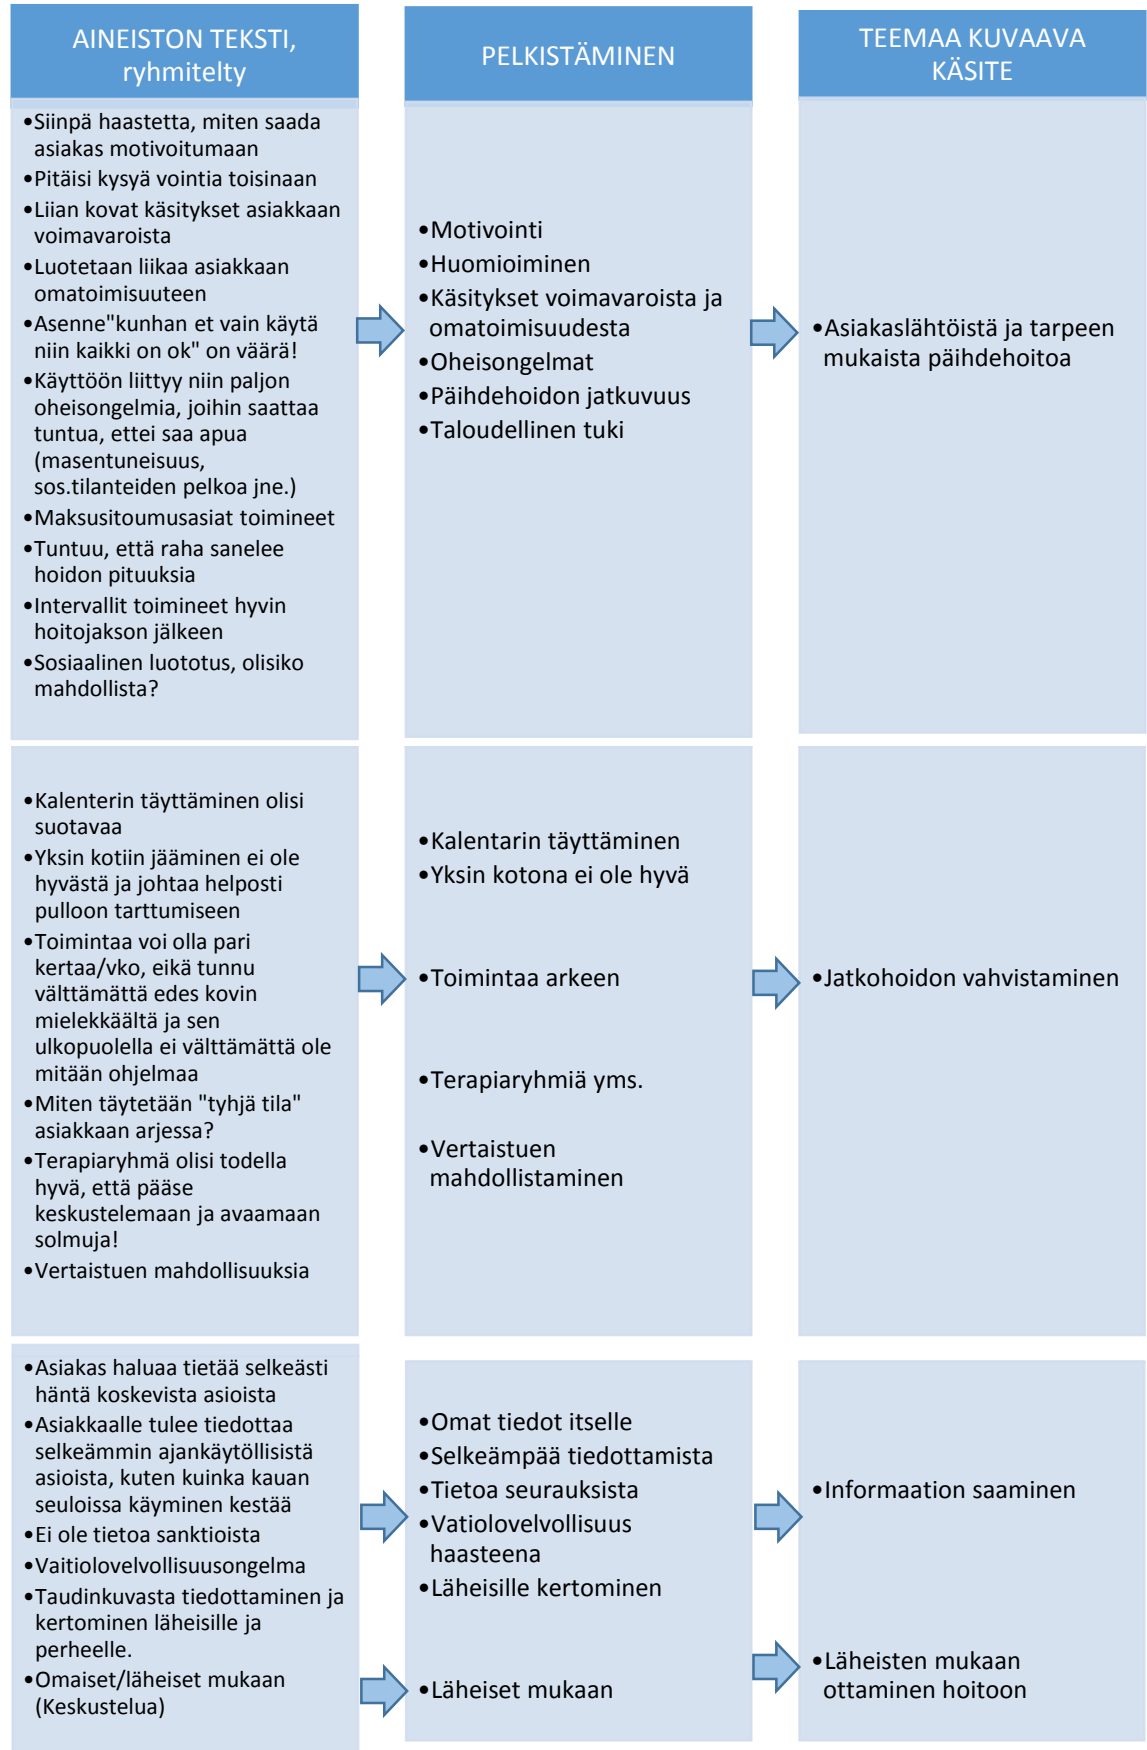 AINEISTON TEKSTI,
ryhmitelty
PELKISTÄMINEN
TEEMAA KUVAAVA
KÄSITE
•Siinpä haastetta, miten saada
asiakas motivoitumaan
•Pitäisi kysyä vointia toisinaan
•Liian kovat käsitykset asiakkaan
voimavaroista
•Luotetaan liikaa asiakkaan
omatoimisuuteen
•Asenne"kunhan et vain käytä
niin kaikki on ok" on väärä!
•Käyttöön liittyy niin paljon
oheisongelmia, joihin saattaa
tuntua, ettei saa apua
(masentuneisuus,
sos.tilanteiden pelkoa jne.)
•Maksusitoumusasiat toimineet
•Tuntuu, että raha sanelee
hoidon pituuksia
•Intervallit toimineet hyvin
hoitojakson jälkeen
•Sosiaalinen luototus, olisiko
mahdollista?
•Motivointi
•Huomioiminen
•Käsitykset voimavaroista ja
omatoimisuudesta
•Oheisongelmat
•Päihdehoidon jatkuvuus
•Taloudellinen tuki
•Asiakaslähtöistä ja tarpeen
mukaista päihdehoitoa
•Kalenterin täyttäminen olisi
suotavaa
•Yksin kotiin jääminen ei ole
hyvästä ja johtaa helposti
pulloon tarttumiseen
•Toimintaa voi olla pari
kertaa/vko, eikä tunnu
välttämättä edes kovin
mielekkäältä ja sen
ulkopuolella ei välttämättä ole
mitään ohjelmaa
•Miten täytetään "tyhjä tila"
asiakkaan arjessa?
•Terapiaryhmä olisi todella
hyvä, että pääse
keskustelemaan ja avaamaan
solmuja!
•Vertaistuen mahdollisuuksia
•Kalentarin täyttäminen
•Yksin kotona ei ole hyvä
•Toimintaa arkeen
•Terapiaryhmiä yms.
•Vertaistuen
mahdollistaminen
•Jatkohoidon vahvistaminen
•Asiakas haluaa tietää selkeästi
häntä koskevista asioista
•Asiakkaalle tulee tiedottaa
selkeämmin ajankäytöllisistä
asioista, kuten kuinka kauan
seuloissa käyminen kestää
•Ei ole tietoa sanktioista
•Vaitiolovelvollisuusongelma
•Taudinkuvasta tiedottaminen ja
kertominen läheisille ja
perheelle.
•Omaiset/läheiset mukaan
(Keskustelua)
•Omat tiedot itselle
•Selkeämpää tiedottamista
•Tietoa seurauksista
•Vatiolovelvollisuus
haasteena
•Läheisille kertominen
•Läheiset mukaan
•Informaation saaminen
•Läheisten mukaan
ottaminen hoitoon